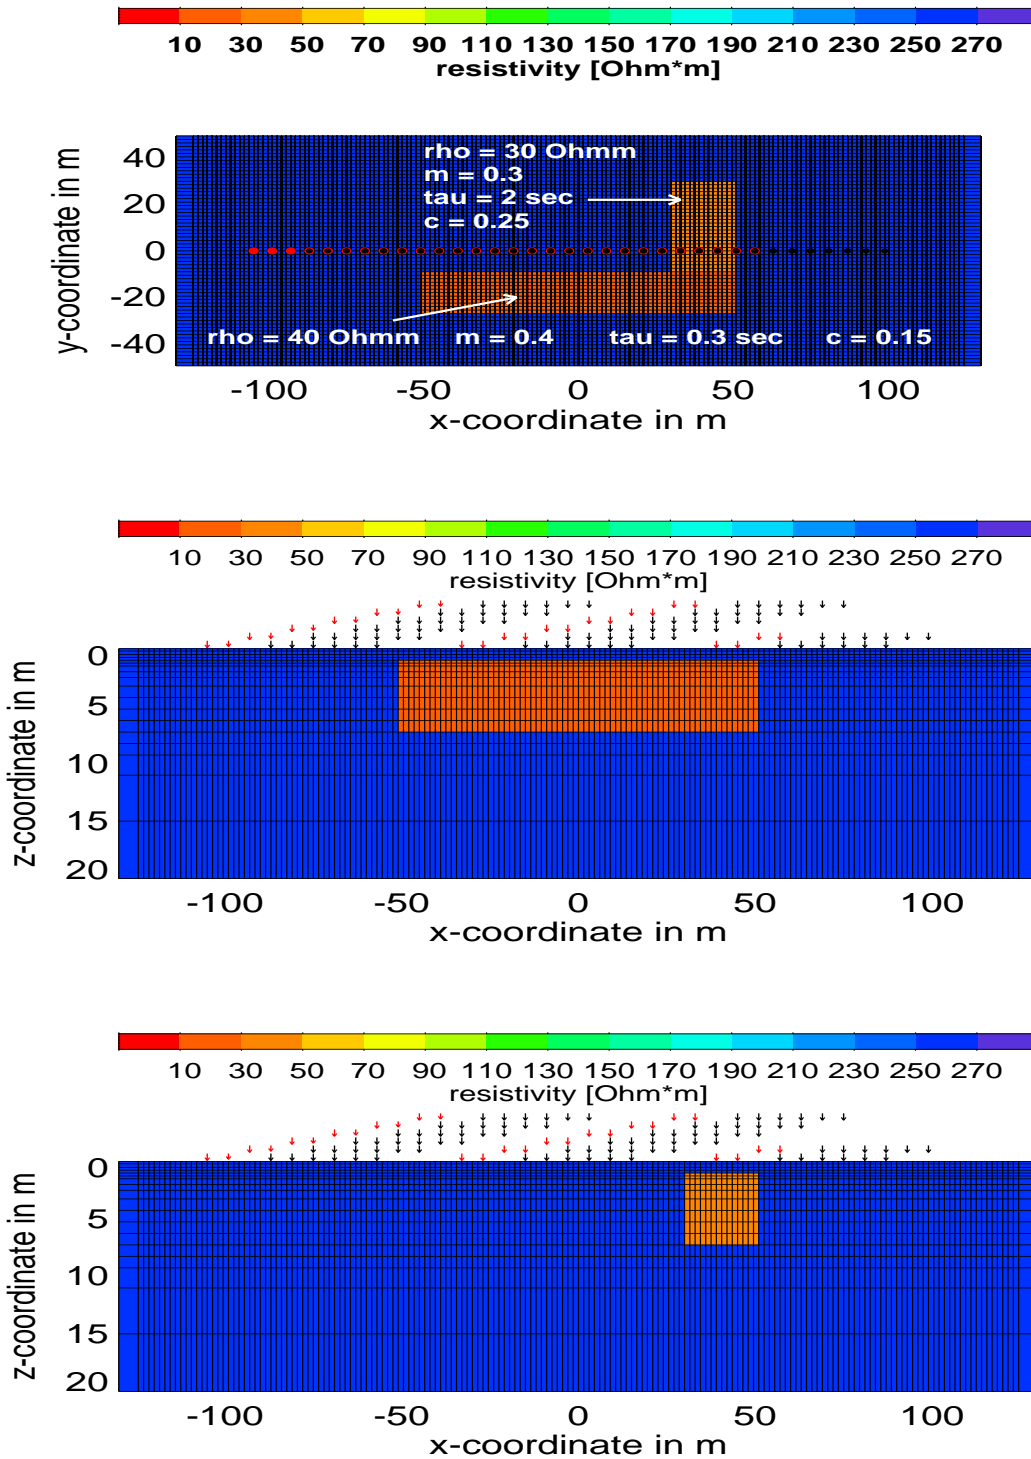 10 30 50 70 90 110 130 150 170 190 210 230 250 270
resistivity [Ohm*m]
rho = 30 Ohmm
m = 0.3
tau = 2 sec
c = 0.25
rho = 40 Ohmm m = 0.4 tau = 0.3 sec c = 0.15
40
20
0
-20
-40
y-coordinate in m
-100 -50 0 50 100
x-coordinate in m
10 30 50 70 90 110 130 150 170 190 210 230 250 270
resistivity [Ohm*m]
0
5
10
15
20
z-coordinate in m
-100 -50 0 50 100
x-coordinate in m
10 30 50 70 90 110 130 150 170 190 210 230 250 270
resistivity [Ohm*m]
0
5
10
15
20
z-coordinate in m
-100 -50 0 50 100
x-coordinate in m